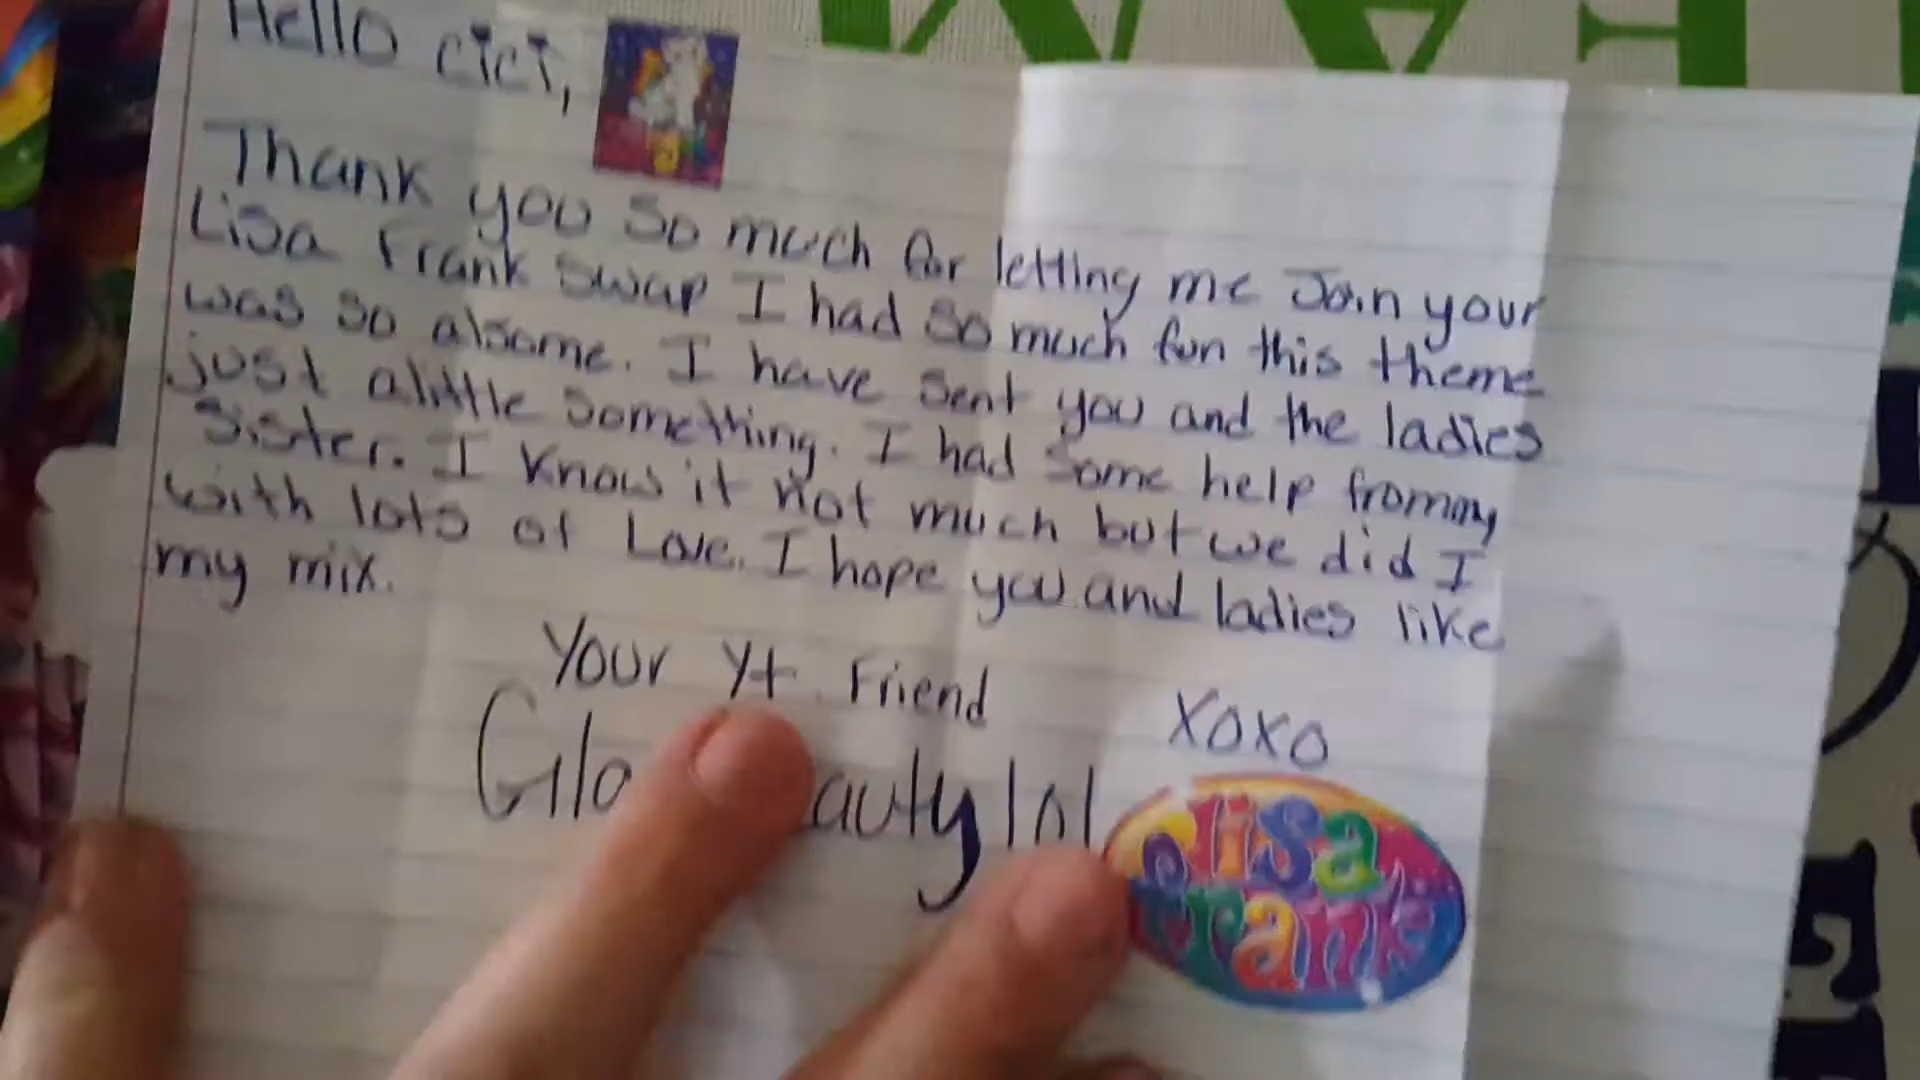 Hello cici,
Thank you so much for letting me Join your
Lisa Frank swap I had so much fun this theme
was so alsome. I have sent you and the ladies
just alittle something. I had some help from my
Sister. I know it not much but we did I
with lots of Love. I hope you and ladies like
my mix.
Your Yt Friend
XOXO
lisa
frank